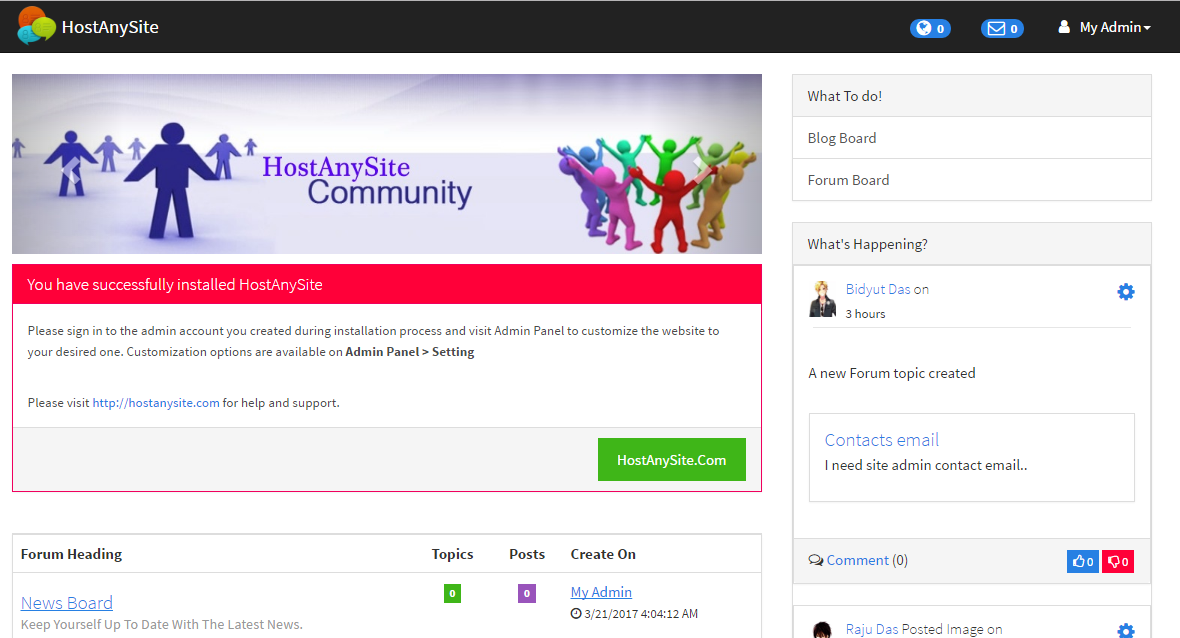 HostAnySite
0
0
My Admin
HostAnySite
Community
You have successfully installed HostAnySite
Please sign in to the admin account you created during installation process and visit Admin Panel to customize the website to
your desired one. Customization options are available on Admin Panel > Setting
Please visit http://hostanysite.com for help and support.
HostAnySite.Com
Forum Heading Topics Posts Create On
News Board 0 0 My Admin
3/21/2017 4:04:12 AM
Keep Yourself Up To Date With The Latest News.
What To do!
Blog Board
Forum Board
What's Happening?
Bidyut Das on
3 hours
A new Forum topic created
Contacts email
I need site admin contact email..
Comment (0) 0 0
Raju Das Posted Image on